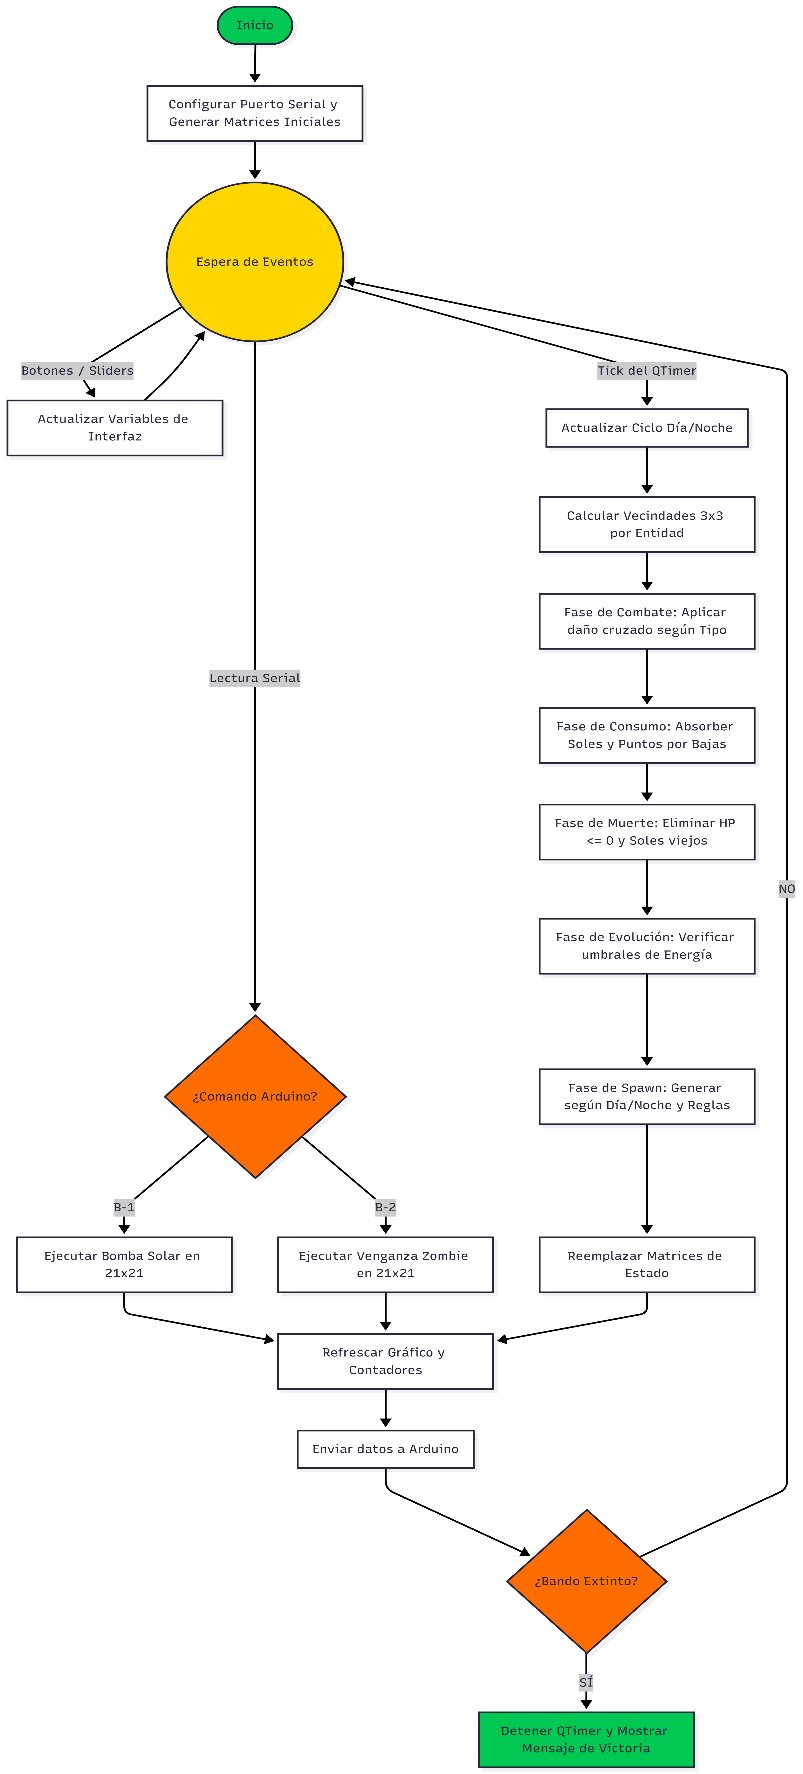 Inicio
Configurar Puerto Serial y
Generar Matrices Iniciales
Espera de Eventos
Botones / Sliders
Tick del QTimer
Actualizar Variables de
Interfaz
Actualizar Ciclo Día/Noche
Calcular Vecindades 3x3
por Entidad
Fase de Combate: Aplicar
daño cruzado según Tipo
Lectura Serial
Fase de Consumo: Absorber
Soles y Puntos por Bajas
Fase de Muerte: Eliminar HP
<= 0 y Soles viejos
NO
Fase de Evolución: Verificar
umbrales de Energía
¿Comando Arduino?
Fase de Spawn: Generar
según Día/Noche y Reglas
B-1
B-2
Ejecutar Bomba Solar en
21x21
Ejecutar Venganza Zombie
en 21x21
Reemplazar Matrices de
Estado
Refrescar Gráfico y
Contadores
Enviar datos a Arduino
¿Bando Extinto?
SÍ
Detener QTimer y Mostrar
Mensaje de Victoria